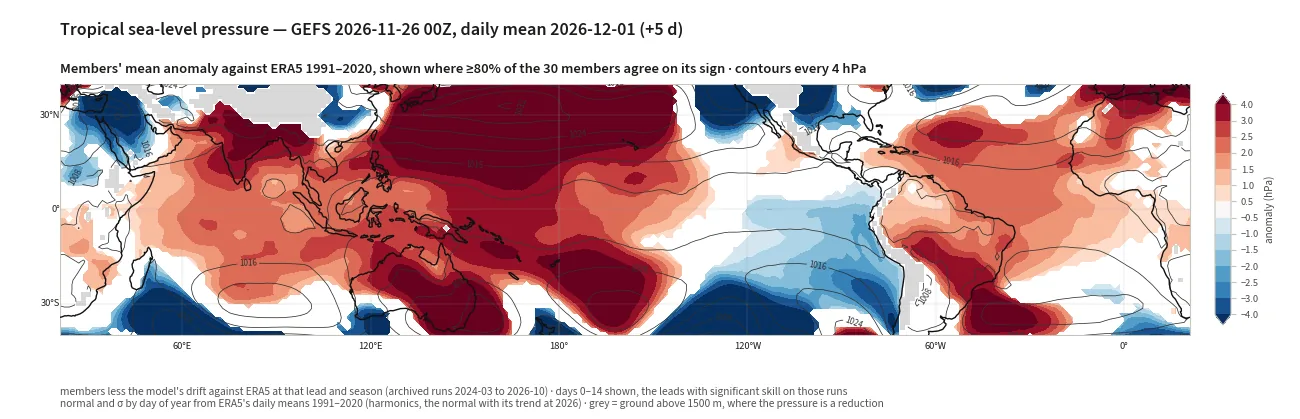 Tropical sea-level pressure — GEFS 2026-11-26 00Z, daily mean 2026-12-01 (+5 d)
Members' mean anomaly against ERA5 1991–2020, shown where ≥80% of the 30 members agree on its sign · contours every 4 hPa
1024
1016
30°N
0°
30°S
1016
1008
1016
1016
1016
1016
1016
1008
1024
4.0
3.0
2.5
2.0
1.5
1.0
0.5
−0.5
−1.0
−1.5
−2.0
−2.5
−3.0
−4.0
anomaly (hPa)
60°E
120°E
180°
120°W
60°W
0°
members less the model's drift against ERA5 at that lead and season (archived runs 2024-03 to 2026-10) · days 0–14 shown, the leads with significant skill on those runs
normal and σ by day of year from ERA5's daily means 1991–2020 (harmonics, the normal with its trend at 2026) · grey = ground above 1500 m, where the pressure is a reduction